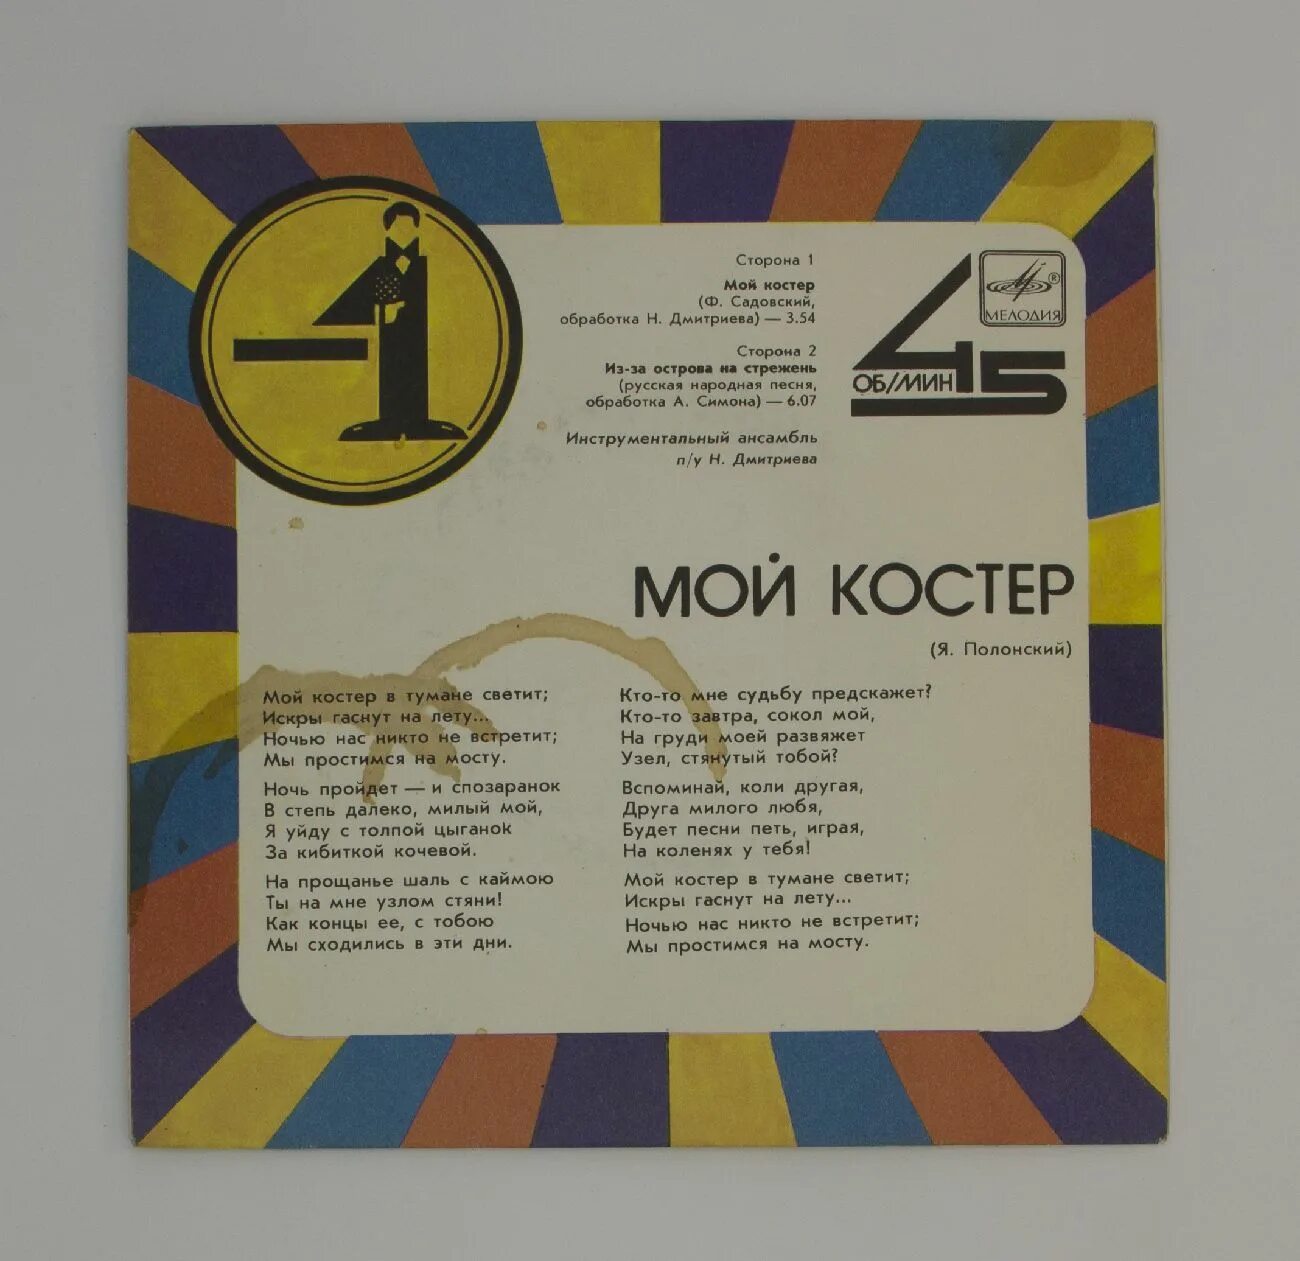 Сторона 1
Мой костер
(Ф. Садовский,
обработка Н. Дмитриева) — 3.54
Сторона 2
Из-за острова на стрежень
(русская народная песня,
обработка А. Симона) — 6.07
Инструментальный ансамбль
п/у Н. Дмитриева
45
ОБ/МИН
R
МЕЛОДИЯ
МОЙ КОСТЕР
(Я. Полонский)
Мой костер в тумане светит;
Искры гаснут на лету...
Ночью нас никто не встретит;
Мы простимся на мосту.
Ночь пройдет — и спозаранок
В степь далеко, милый мой,
Я уйду с толпой цыганок
За кибиткой кочевой.
На прощанье шаль с каймою
Ты на мне узлом стяни!
Как концы ее, с тобою
Мы сходились в эти дни.
Кто-то мне судьбу предскажет?
Кто-то завтра, сокол мой,
На груди моей развяжет
Узел, стянутый тобой?
Вспоминай, коли другая,
Друга милого любя,
Будет песни петь, играя,
На коленях у тебя!
Мой костер в тумане светит;
Искры гаснут на лету...
Ночью нас никто не встретит;
Мы простимся на мосту.